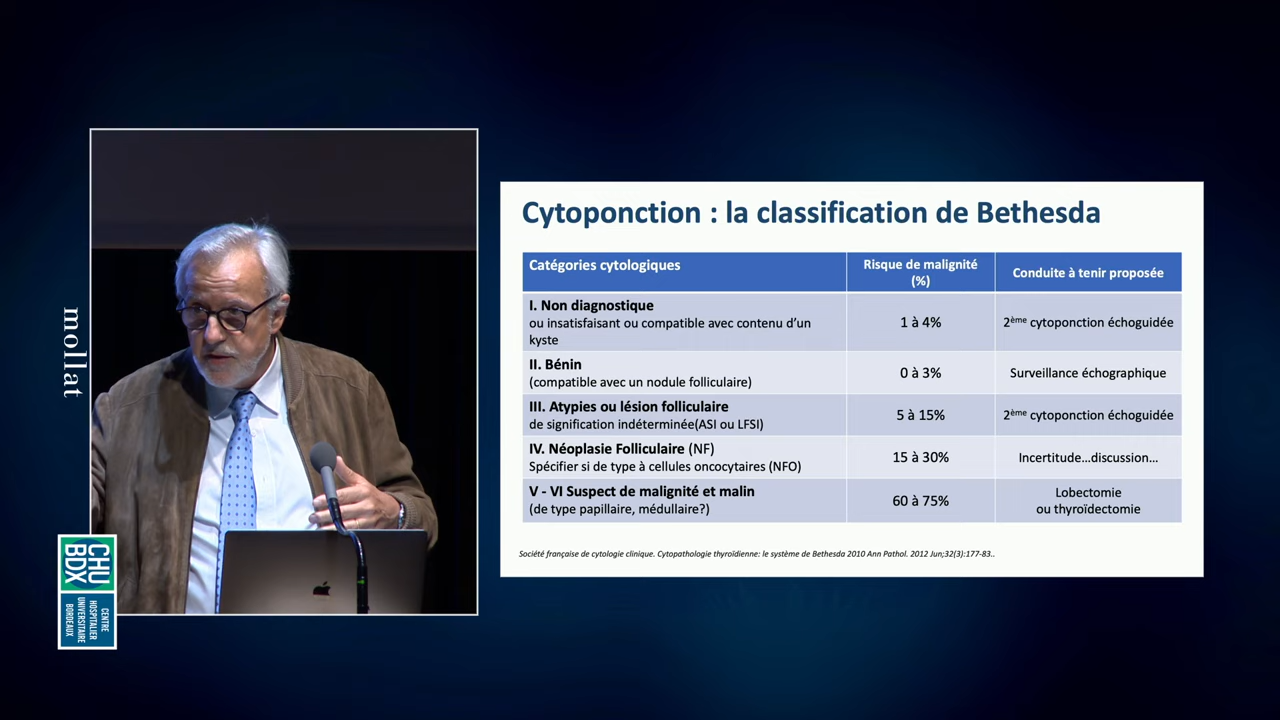 mollat
CHU
BDX
CENTRE
HOSPITALIER
UNIVERSITAIRE
BORDEAUX
Cytoponction : la classification de Bethesda
Catégories cytologiques
Risque de malignité
(%)
Conduite à tenir proposée
I. Non diagnostique
ou insatisfaisant ou compatible avec contenu d’un
kyste
1 à 4%
2ème cytoponction échoguidée
II. Bénin
(compatible avec un nodule folliculaire)
0 à 3%
Surveillance échographique
III. Atypies ou lésion folliculaire
de signification indéterminée(ASI ou LFSI)
5 à 15%
2ème cytoponction échoguidée
IV. Néoplasie Folliculaire (NF)
Spécifier si de type à cellules oncocytaires (NFO)
15 à 30%
Incertitude…discussion…
V - VI Suspect de malignité et malin
(de type papillaire, médullaire?)
60 à 75%
Lobectomie
ou thyroïdectomie
Société française de cytologie clinique. Cytopathologie thyroïdienne: le système de Bethesda 2010 Ann Pathol. 2012 Jun;32(3):177-83..